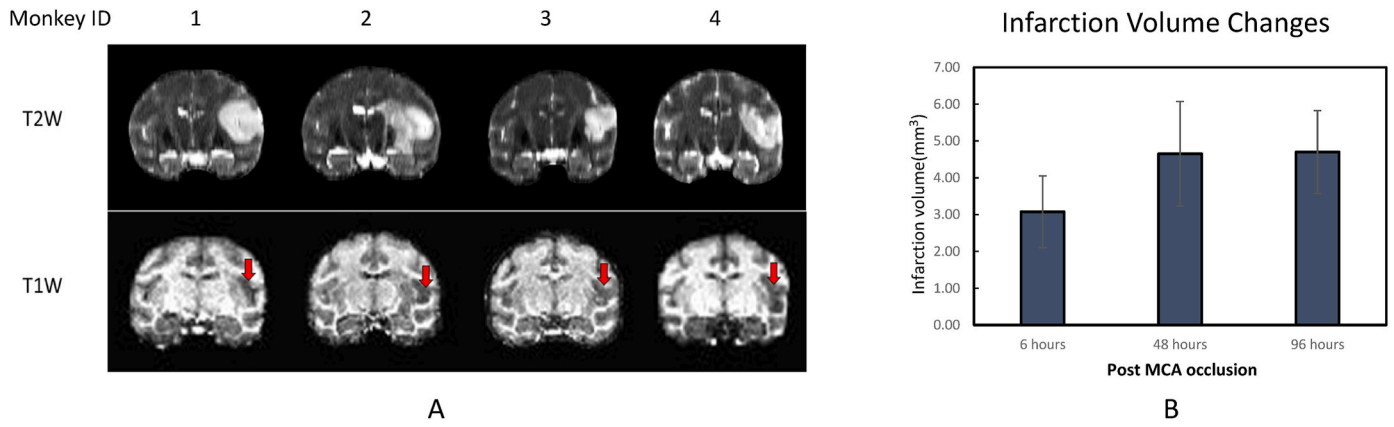 Monkey ID 1 2 3 4
T2W
T1W
A
Infarction Volume Changes
Infarction volume(mm³)
7.00
6.00
5.00
4.00
3.00
2.00
1.00
0.00
6 hours 48 hours 96 hours
Post MCA occlusion
B